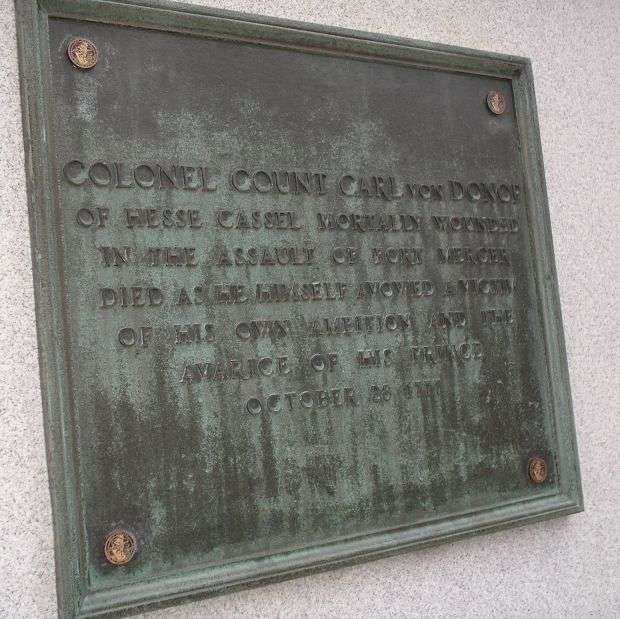 COLONEL COUNT CARL VON DONOP
OF HESSE CASSEL MORTALLY WOUNDED
IN THE ASSAULT OF FORT MERCER
DIED AS HE HIMSELF AVOWED A VICTIM
OF HIS OWN AMBITION AND THE
AVARICE OF HIS PRINCE
OCTOBER 26 1777